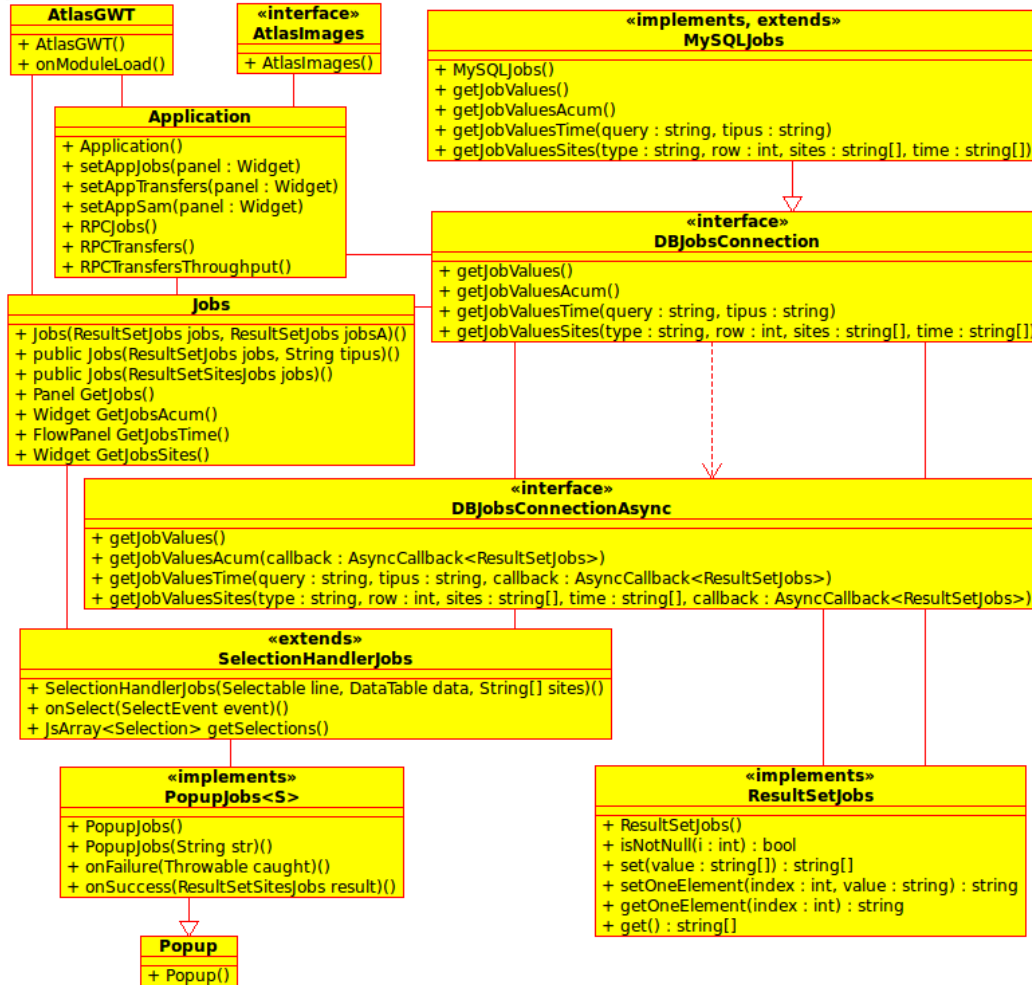 AtlasGWT
+ AtlasGWT()
+ onModuleLoad()
«interface»
AtlasImages
+ AtlasImages()
«implements, extends»
MySQLJobs
+ MySQLJobs()
+ getJobValues()
+ getJobValuesAcum()
+ getJobValuesTime(query : string, tipus : string)
+ getJobValuesSites(type : string, row : int, sites : string[], time : string[])
Application
+ Application()
+ setAppJobs(panel : Widget)
+ setAppTransfers(panel : Widget)
+ setAppSam(panel : Widget)
+ RPCJobs()
+ RPCTransfers()
+ RPCTransfersThroughput()
«interface»
DBJobsConnection
+ getJobValues()
+ getJobValuesAcum()
+ getJobValuesTime(query : string, tipus : string)
+ getJobValuesSites(type : string, row : int, sites : string[], time : string[])
Jobs
+ Jobs(ResultSetJobs jobs, ResultSetJobs jobsA)()
+ public Jobs(ResultSetJobs jobs, String tipus)()
+ public Jobs(ResultSetSitesJobs jobs)()
+ Panel GetJobs()
+ Widget GetJobsAcum()
+ FlowPanel GetJobsTime()
+ Widget GetJobsSites()
«interface»
DBJobsConnectionAsync
+ getJobValues()
+ getJobValuesAcum(callback : AsyncCallback<ResultSetJobs>)
+ getJobValuesTime(query : string, tipus : string, callback : AsyncCallback<ResultSetJobs>)
+ getJobValuesSites(type : string, row : int, sites : string[], time : string[], callback : AsyncCallback<ResultSetJobs>)
«extends»
SelectionHandlerJobs
+ SelectionHandlerJobs(Selectable line, DataTable data, String[] sites)()
+ onSelect(SelectEvent event)()
+ JsArray<Selection> getSelections()
«implements»
PopupJobs<S>
+ PopupJobs()
+ PopupJobs(String str)()
+ onFailure(Throwable caught)()
+ onSuccess(ResultSetSitesJobs result)()
«implements»
ResultSetJobs
+ ResultSetJobs()
+ isNotNull(i : int) : bool
+ set(value : string[]) : string[]
+ setOneElement(index : int, value : string) : string
+ getOneElement(index : int) : string
+ get() : string[]
Popup
+ Popup()